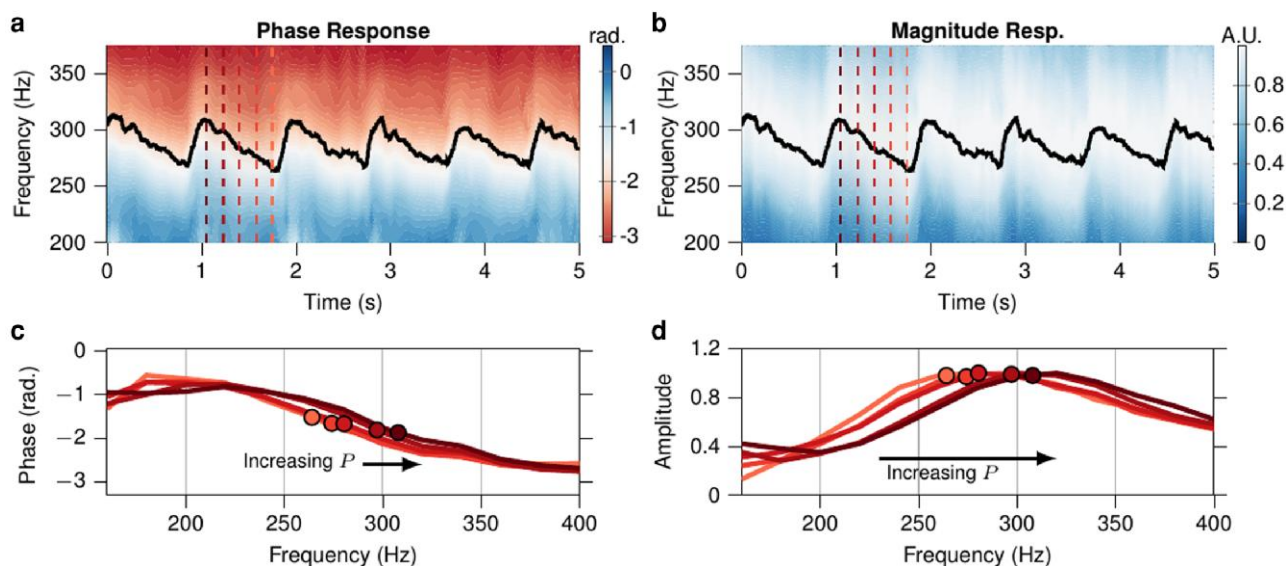 a
Phase Response
rad.
Frequency (Hz)
350
300
250
200
0
1
2
3
4
5
Time (s)
0
-1
-2
-3
b
Magnitude Resp.
A.U.
Frequency (Hz)
350
300
250
200
0
1
2
3
4
5
Time (s)
0.8
0.6
0.4
0.2
0
c
Phase (rad.)
0
−1
−2
−3
Increasing P
200
250
300
350
400
Frequency (Hz)
d
Amplitude
1.2
0.8
0.4
0
Increasing P
200
250
300
350
400
Frequency (Hz)